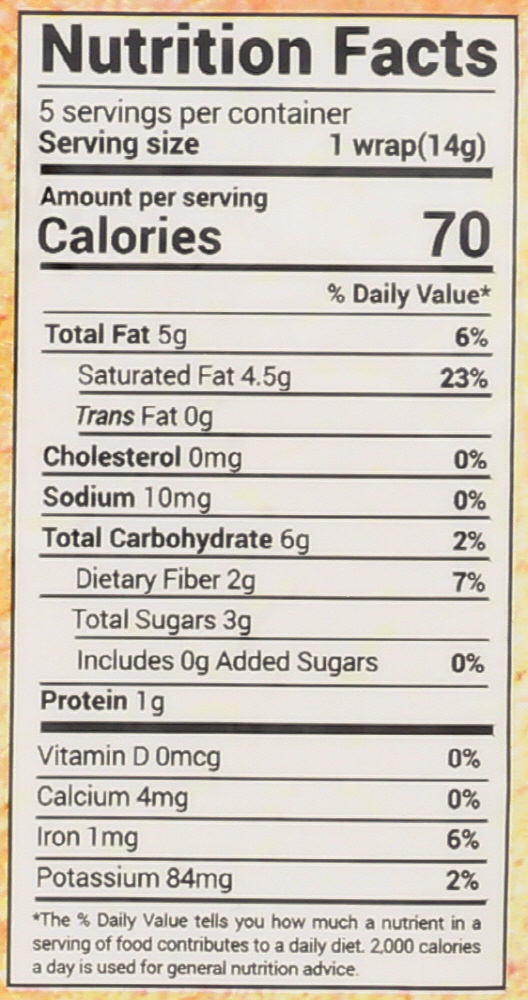 Nutrition Facts
5 servings per container
Serving size 1 wrap(14g)
Amount per serving
Calories 70
% Daily Value*
Total Fat 5g 6%
Saturated Fat 4.5g 23%
Trans Fat 0g
Cholesterol 0mg 0%
Sodium 10mg 0%
Total Carbohydrate 6g 2%
Dietary Fiber 2g 7%
Total Sugars 3g
Includes 0g Added Sugars 0%
Protein 1g
Vitamin D 0mcg 0%
Calcium 4mg 0%
Iron 1mg 6%
Potassium 84mg 2%
*The % Daily Value tells you how much a nutrient in a
serving of food contributes to a daily diet. 2,000 calories
a day is used for general nutrition advice.